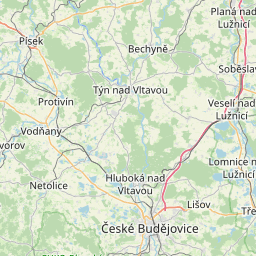 Planá nad
Lužnicí
Písek
Bechyně
Soběslav
Týn nad Vltavou
Protivín
Veselí nad
Lužnicí
Vodňany
Lomnice nad
Lužnicí
Netolice
Hluboká nad
Vltavou
Lišov
České Budějovice